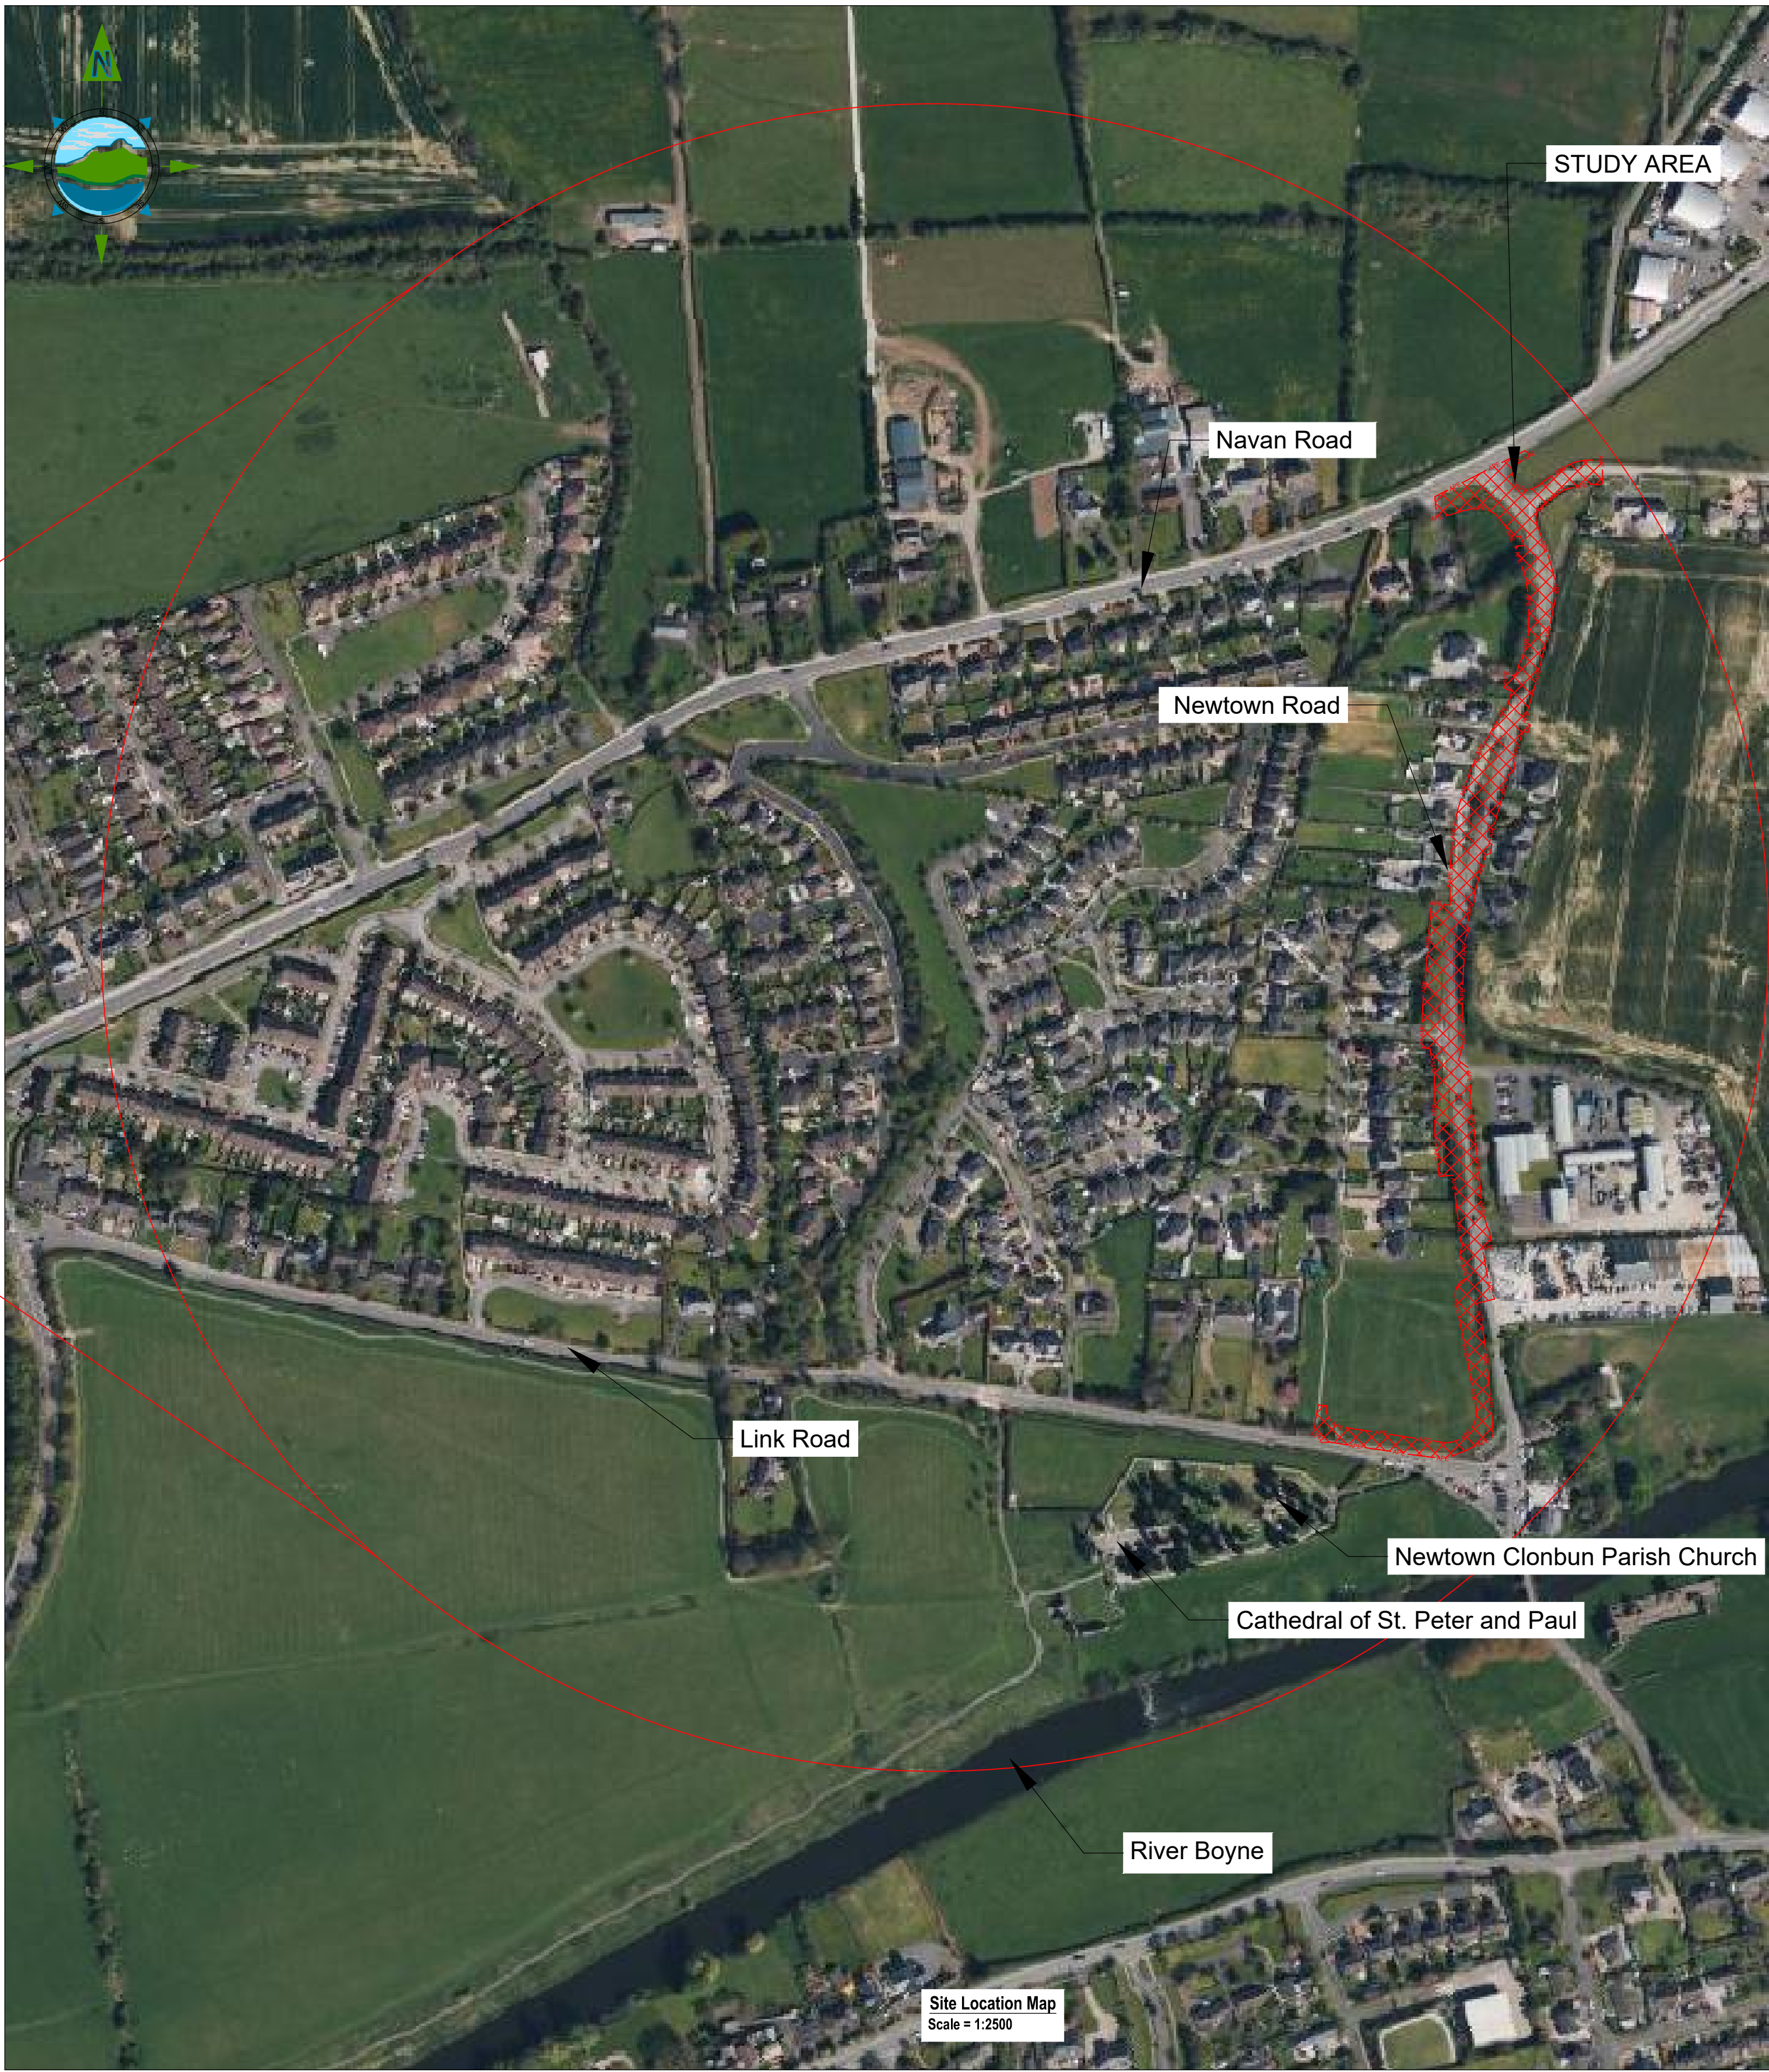 N
STUDY AREA
Navan Road
Newtown Road
Link Road
Newtown Clonbun Parish Church
Cathedral of St. Peter and Paul
River Boyne
Site Location Map
Scale = 1:2500